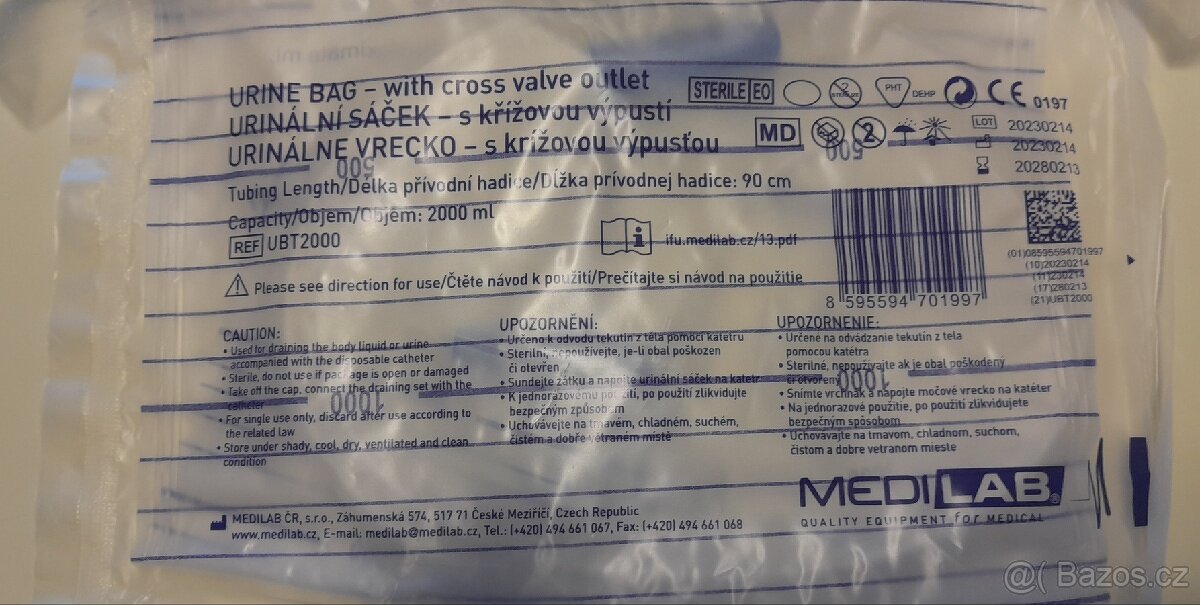 URINE BAG – with cross valve outlet
URINÁLNÍ SÁČEK – s křížovou výpustí
URINÁLNE VRECKO – s krížovou výpusťou
Tubing Length/Délka přívodní hadice/Dĺžka prívodnej hadice: 90 cm
Capacity/Objem/Objem: 2000 ml
REF UBT2000
STERILE EO
PHT DEHP
CE 0197
MD
LOT 20230214
20230214
20280213
500
500
ifu.medilab.cz/13.pdf
Please see direction for use/Čtěte návod k použití/Prečítajte si návod na použitie
8 595594 701997
(01)08595594701997
(10)20230214
(11)230214
(17)280213
(21)UBT2000
CAUTION:
• Used for draining the body liquid or urine
accompanied with the disposable catheter
• Sterile, do not use if package is open or damaged
• Take off the cap, connect the draining set with the
catheter
• For single use only, discard after use according to
the related law
• Store under shady, cool, dry, ventilated and clean
condition
1000
UPOZORNĚNÍ:
• Určeno k odvodu tekutin z těla pomocí katetru
• Sterilní, nepoužívejte, je-li obal poškozen
či otevřen
• Sundejte zátku a napojte urinální sáček na katetr
• K jednorázovému použití, po použití zlikvidujte
bezpečným způsobem
• Uchovávejte na tmavém, chladném, suchém,
čistém a dobře větraném místě
UPOZORNENIE:
• Určené na odvádzanie tekutín z tela
pomocou katétra
• Sterilné, nepoužívajte ak je obal poškodený
či otvorený
• Snímte vrchnák a napojte močové vrecko na katéter
• Na jednorazové použitie, po použití zlikvidujete
bezpečným spôsobom
• Uchovávajte na tmavom, chladnom, suchom,
čistom a dobre vetranom mieste
1000
MEDILAB®
QUALITY EQUIPMENT for MEDICAL
MEDILAB ČR, s.r.o., Záhumenská 574, 517 71 České Meziříčí, Czech Republic
www.medilab.cz, E-mail: medilab@medilab.cz, Tel.: (+420) 494 661 067, Fax: (+420) 494 661 068
@( Bazos.cz